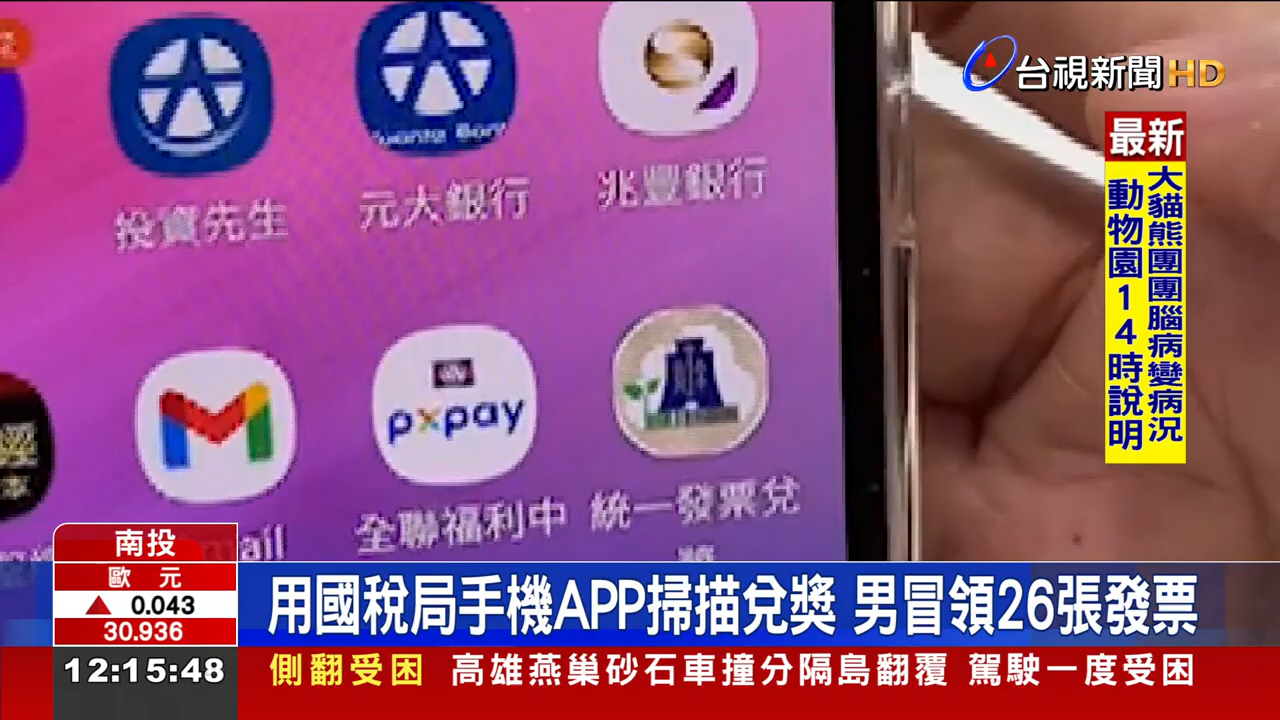 台視新聞HD
最新
大貓熊團團腦病變病況
動物園14時說明
投資先生
元大銀行
兆豐銀行
pxpay
全聯福利中
統一發票兌
獎
南投
歐元
▲ 0.043
30.936
12:15:48
用國稅局手機APP掃描兌獎 男冒領26張發票
側翻受困 高雄燕巢砂石車撞分隔島翻覆 駕駛一度受困